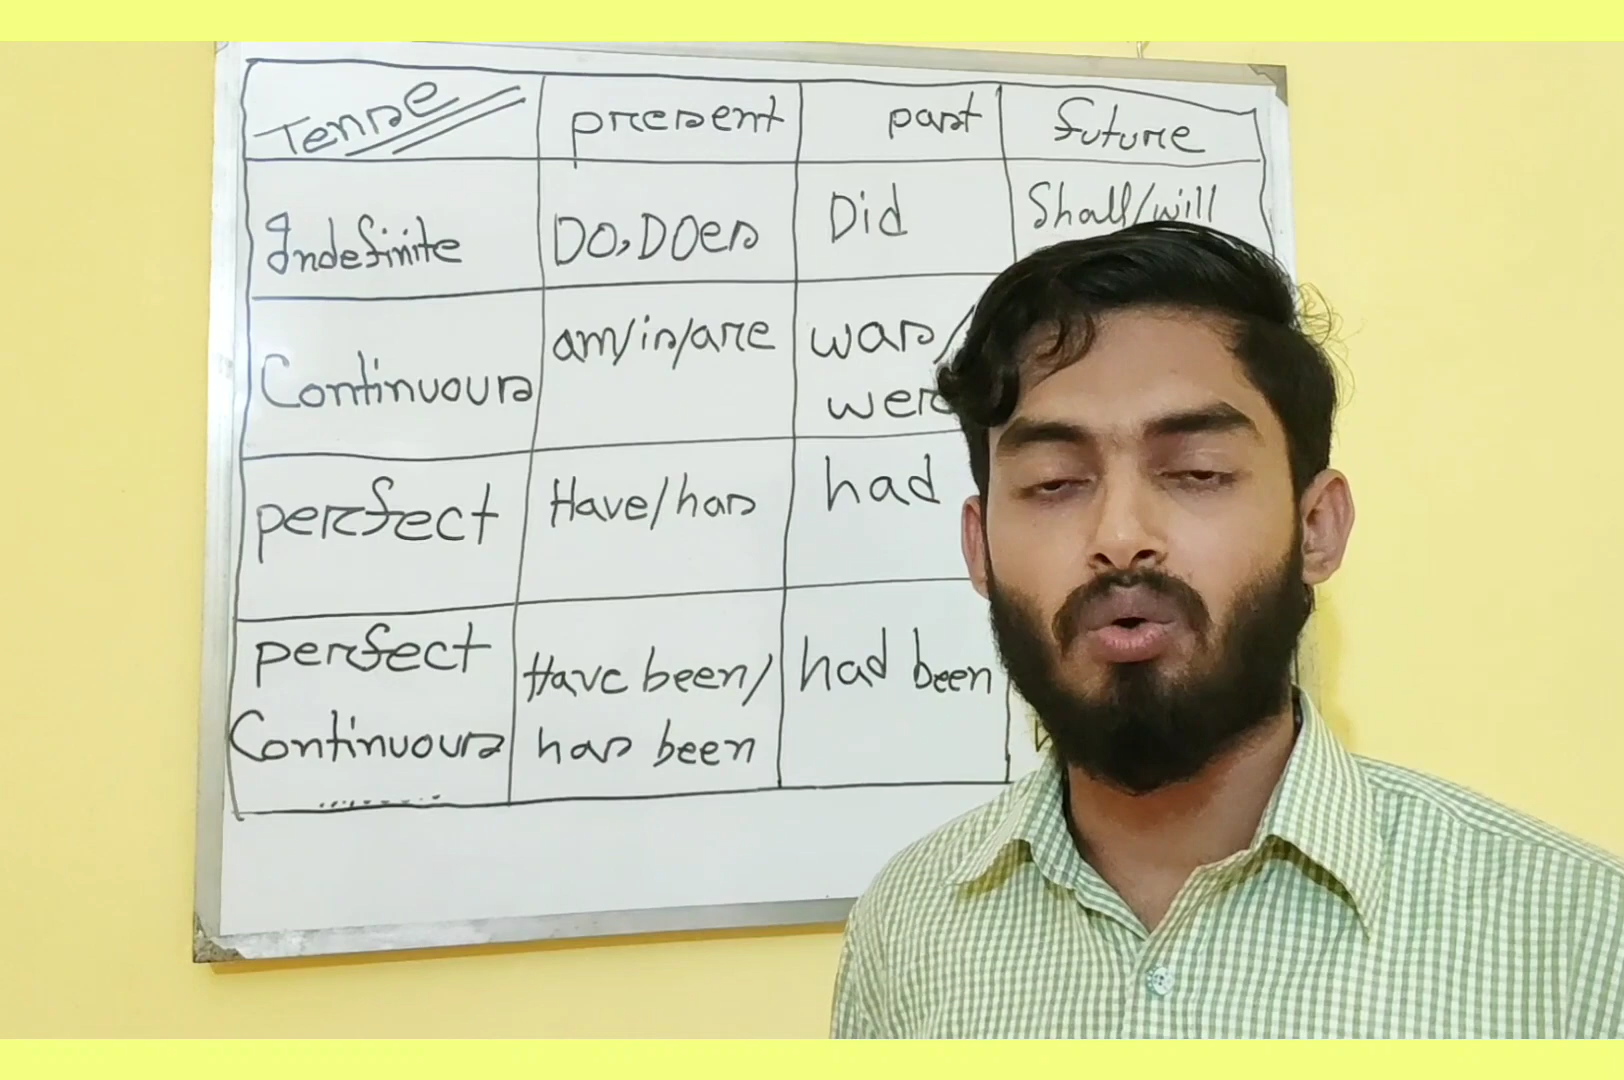 Tense present past future
Indefinite Do, Does Did Shall/will
Continuous am/is/are was/
were
perfect Have/has had
perfect Have been/ had been
Continuous has been